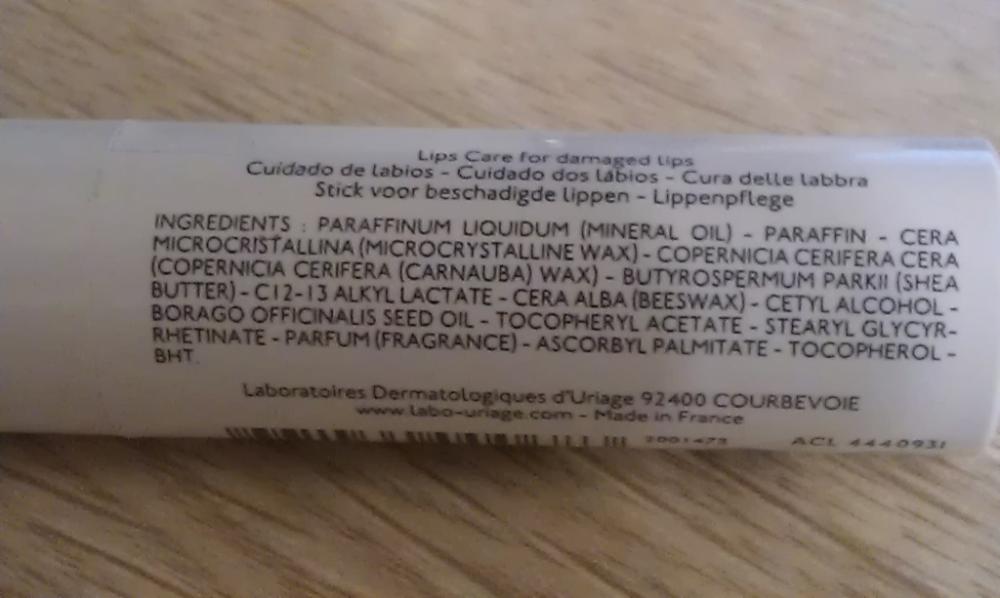 Lips Care for damaged lips
Cuidado de labios - Cuidado dos lábios - Cura delle labbra
Stick voor beschadigde lippen - Lippenpflege
INGREDIENTS : PARAFFINUM LIQUIDUM (MINERAL OIL) - PARAFFIN - CERA
MICROCRISTALLINA (MICROCRYSTALLINE WAX) - COPERNICIA CERIFERA CERA
(COPERNICIA CERIFERA (CARNAUBA) WAX) - BUTYROSPERMUM PARKII (SHEA
BUTTER) - C12-13 ALKYL LACTATE - CERA ALBA (BEESWAX) - CETYL ALCOHOL -
BORAGO OFFICINALIS SEED OIL - TOCOPHERYL ACETATE - STEARYL GLYCYR-
RHETINATE - PARFUM (FRAGRANCE) - ASCORBYL PALMITATE - TOCOPHEROL -
BHT.
Laboratoires Dermatologiques d'Uriage 92400 COURBEVOIE
www.labo-uriage.com - Made in France
2001473 ACL 4440931